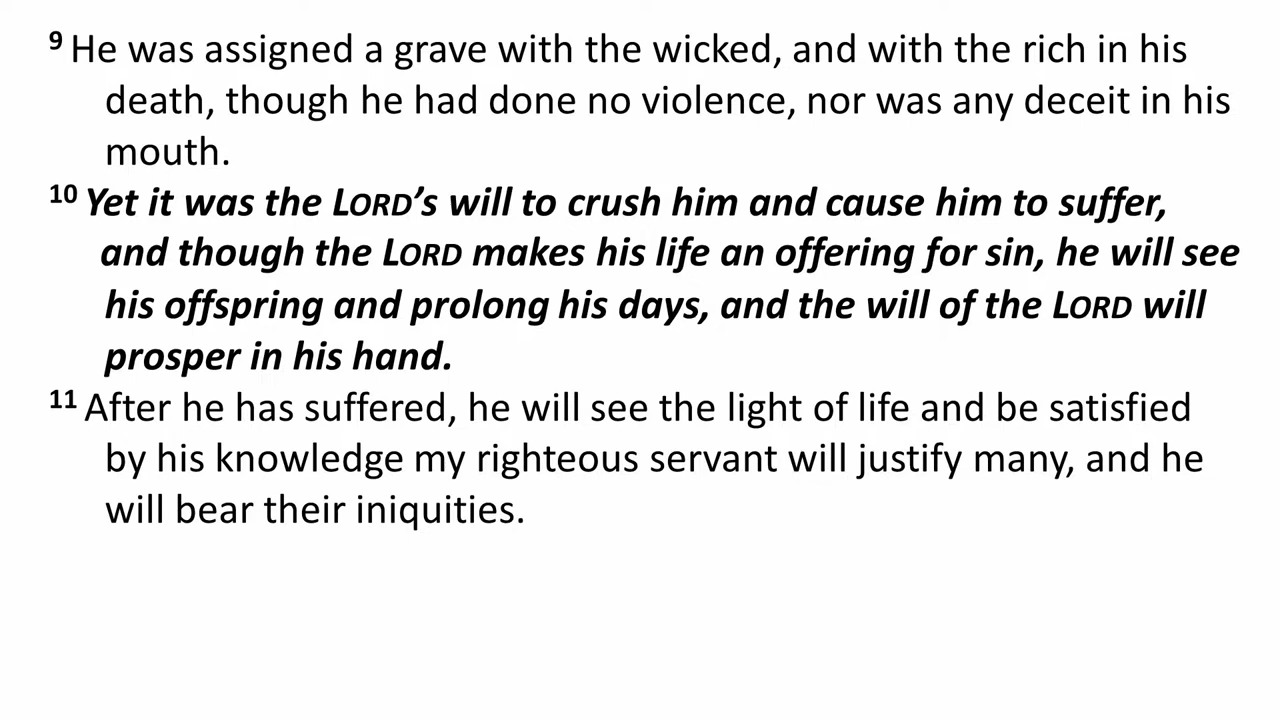 9 He was assigned a grave with the wicked, and with the rich in his
death, though he had done no violence, nor was any deceit in his
mouth.
10 Yet it was the LORD’s will to crush him and cause him to suffer,
and though the LORD makes his life an offering for sin, he will see
his offspring and prolong his days, and the will of the LORD will
prosper in his hand.
11 After he has suffered, he will see the light of life and be satisfied
by his knowledge my righteous servant will justify many, and he
will bear their iniquities.